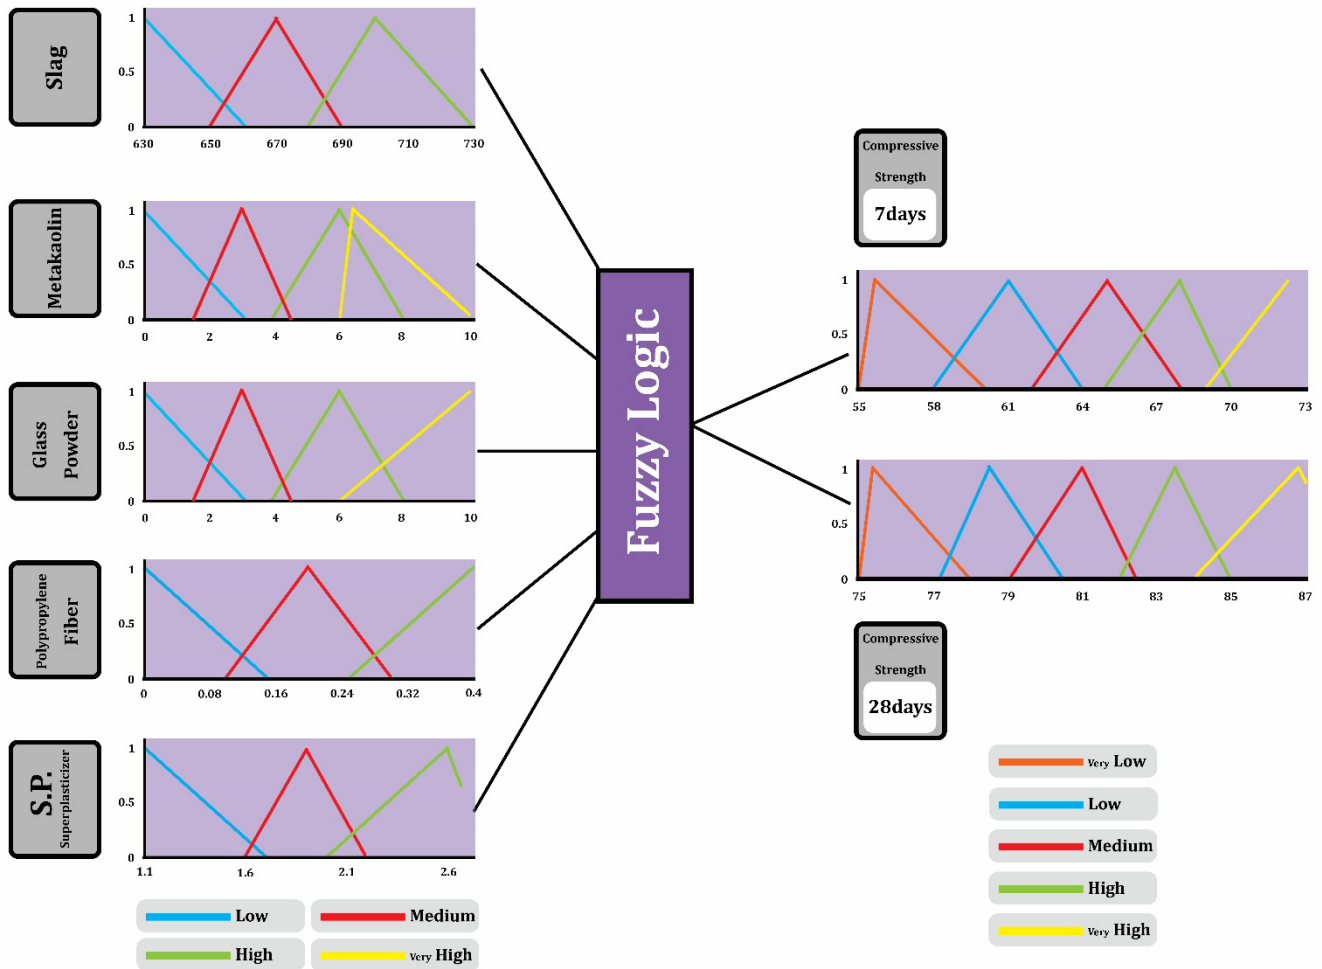 Slag
1
0.5
0
630 650 670 690 710 730
Metakaolin
1
0.5
0
0 2 4 6 8 10
Glass
Powder
1
0.5
0
0 2 4 6 8 10
Polypropylene
Fiber
1
0.5
0
0 0.08 0.16 0.24 0.32 0.4
S.P.
Superplasticizer
1
0.5
0
1.1 1.6 2.1 2.6
Low
Medium
High
Very High
Fuzzy Logic
Compressive
Strength
7days
1
0.5
0
55 58 61 64 67 70 73
1
0.5
0
75 77 79 81 83 85 87
Compressive
Strength
28days
Very Low
Low
Medium
High
Very High